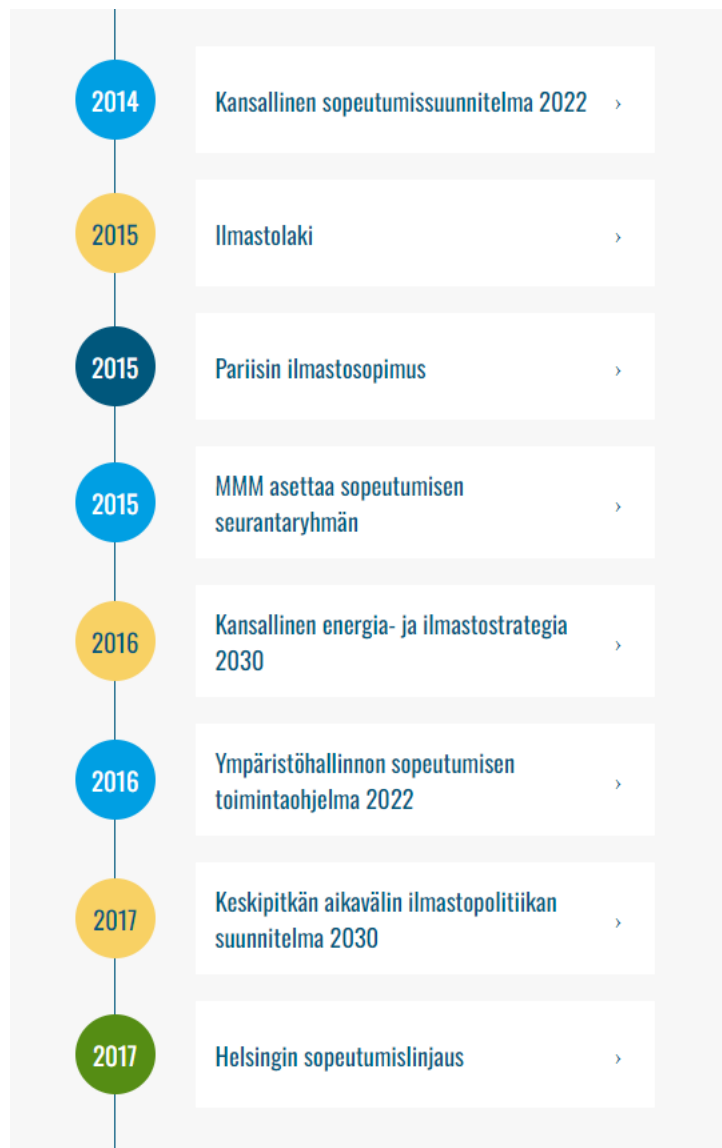 2014
Kansallinen sopeutumissuunnitelma 2022
2015
Ilmastolaki
2015
Pariisin ilmastosopimus
2015
MMM asettaa sopeutumisen
seurantaryhmän
2016
Kansallinen energia- ja ilmastostrategia
2030
2016
Ympäristöhallinnon sopeutumisen
toimintaohjelma 2022
2017
Keskipitkän aikavälin ilmastopolitiikan
suunnitelma 2030
2017
Helsingin sopeutumislinjaus